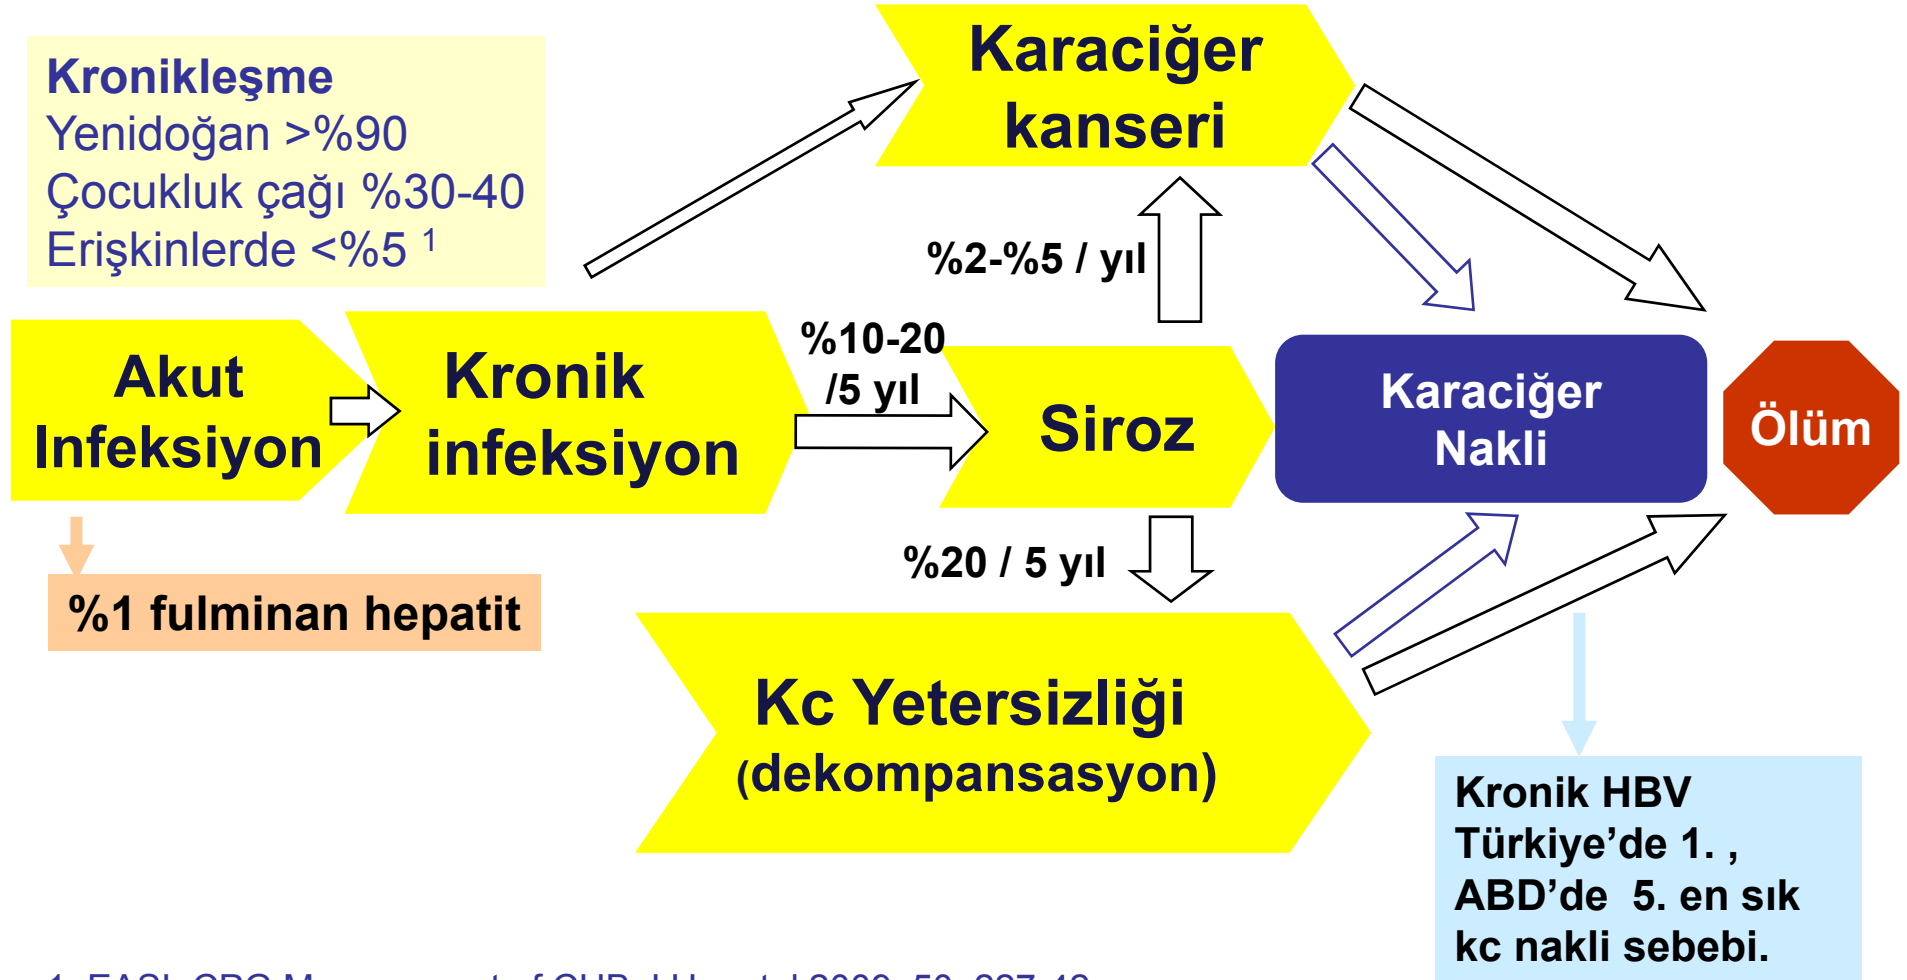 Kronikleşme
Yenidoğan >%90
Çocukluk çağı %30-40
Erişkinlerde <%5 1
Karaciğer
kanseri
%2-%5 / yıl
Akut
Infeksiyon
Kronik
infeksiyon
%10-20
/5 yıl
Siroz
Karaciğer
Nakli
Ölüm
%1 fulminan hepatit
%20 / 5 yıl
Kc Yetersizliği
(dekompansasyon)
Kronik HBV
Türkiye’de 1. ,
ABD’de 5. en sık
kc nakli sebebi.